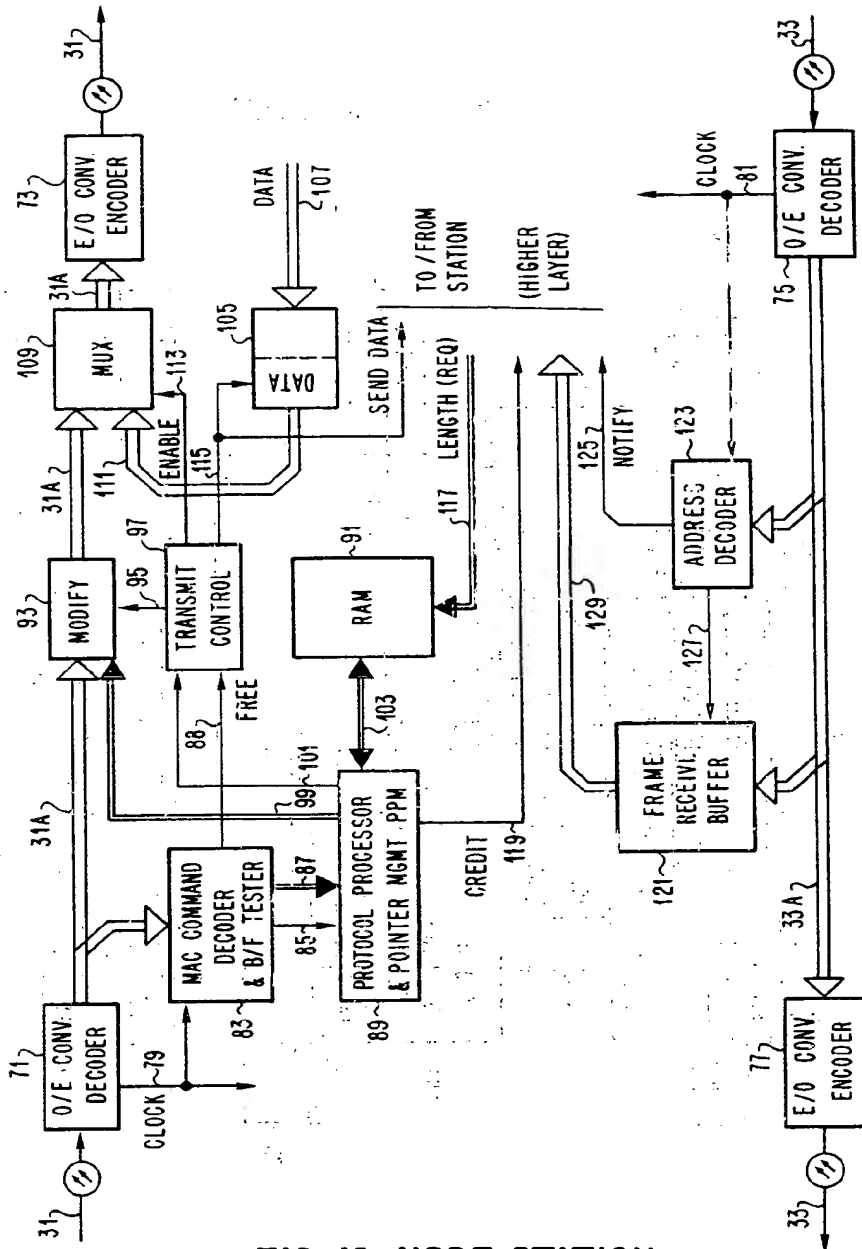 31
71
O/E CONV.
DECODER
CLOCK
79
31A
MAC COMMAND
DECODER
& B/F TESTER
83
85
87
88
FREE
PROTOCOL PROCESSOR
& POINTER MGMT PPM
89
99
101
93
MODIFY
95
TRANSMIT
CONTROL
97
31A
109
MUX
111
ENABLE
113
115
31A
73
E/O CONV.
ENCODER
31
DATA
105
DATA
107
SEND DATA
RAM
91
103
LENGTH (REQ)
117
CREDIT
119
TO/FROM
STATION
(HIGHER
LAYER)
FRAME
RECEIVE
BUFFER
121
127
ADDRESS
DECODER
123
125
NOTIFY
129
CLOCK
81
33
O/E CONV.
DECODER
75
33A
77
E/O CONV.
ENCODER
33